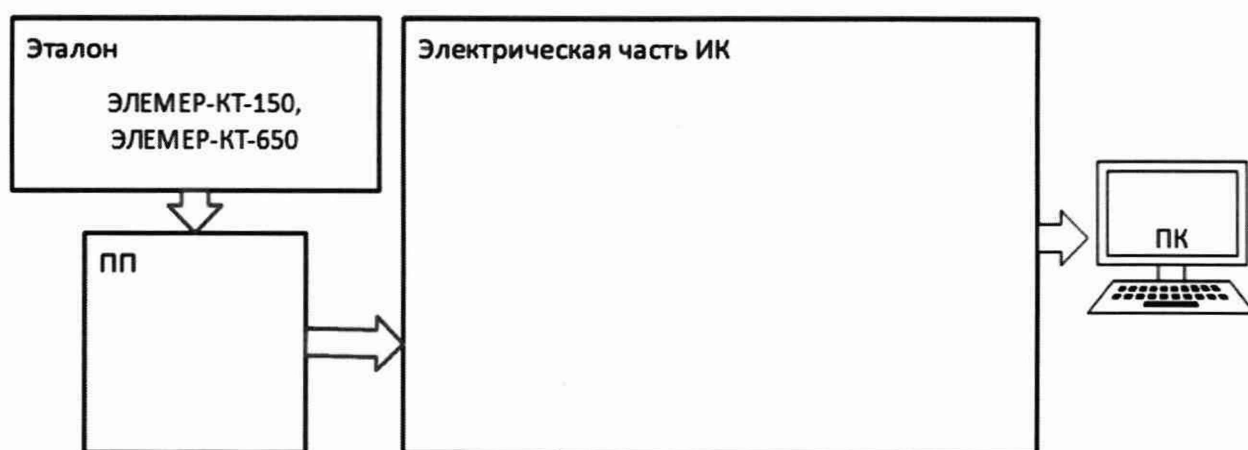 Эталон
ЭЛЕМЕР-КТ-150,
ЭЛЕМЕР-КТ-650
Электрическая часть ИК
ПП
ПК